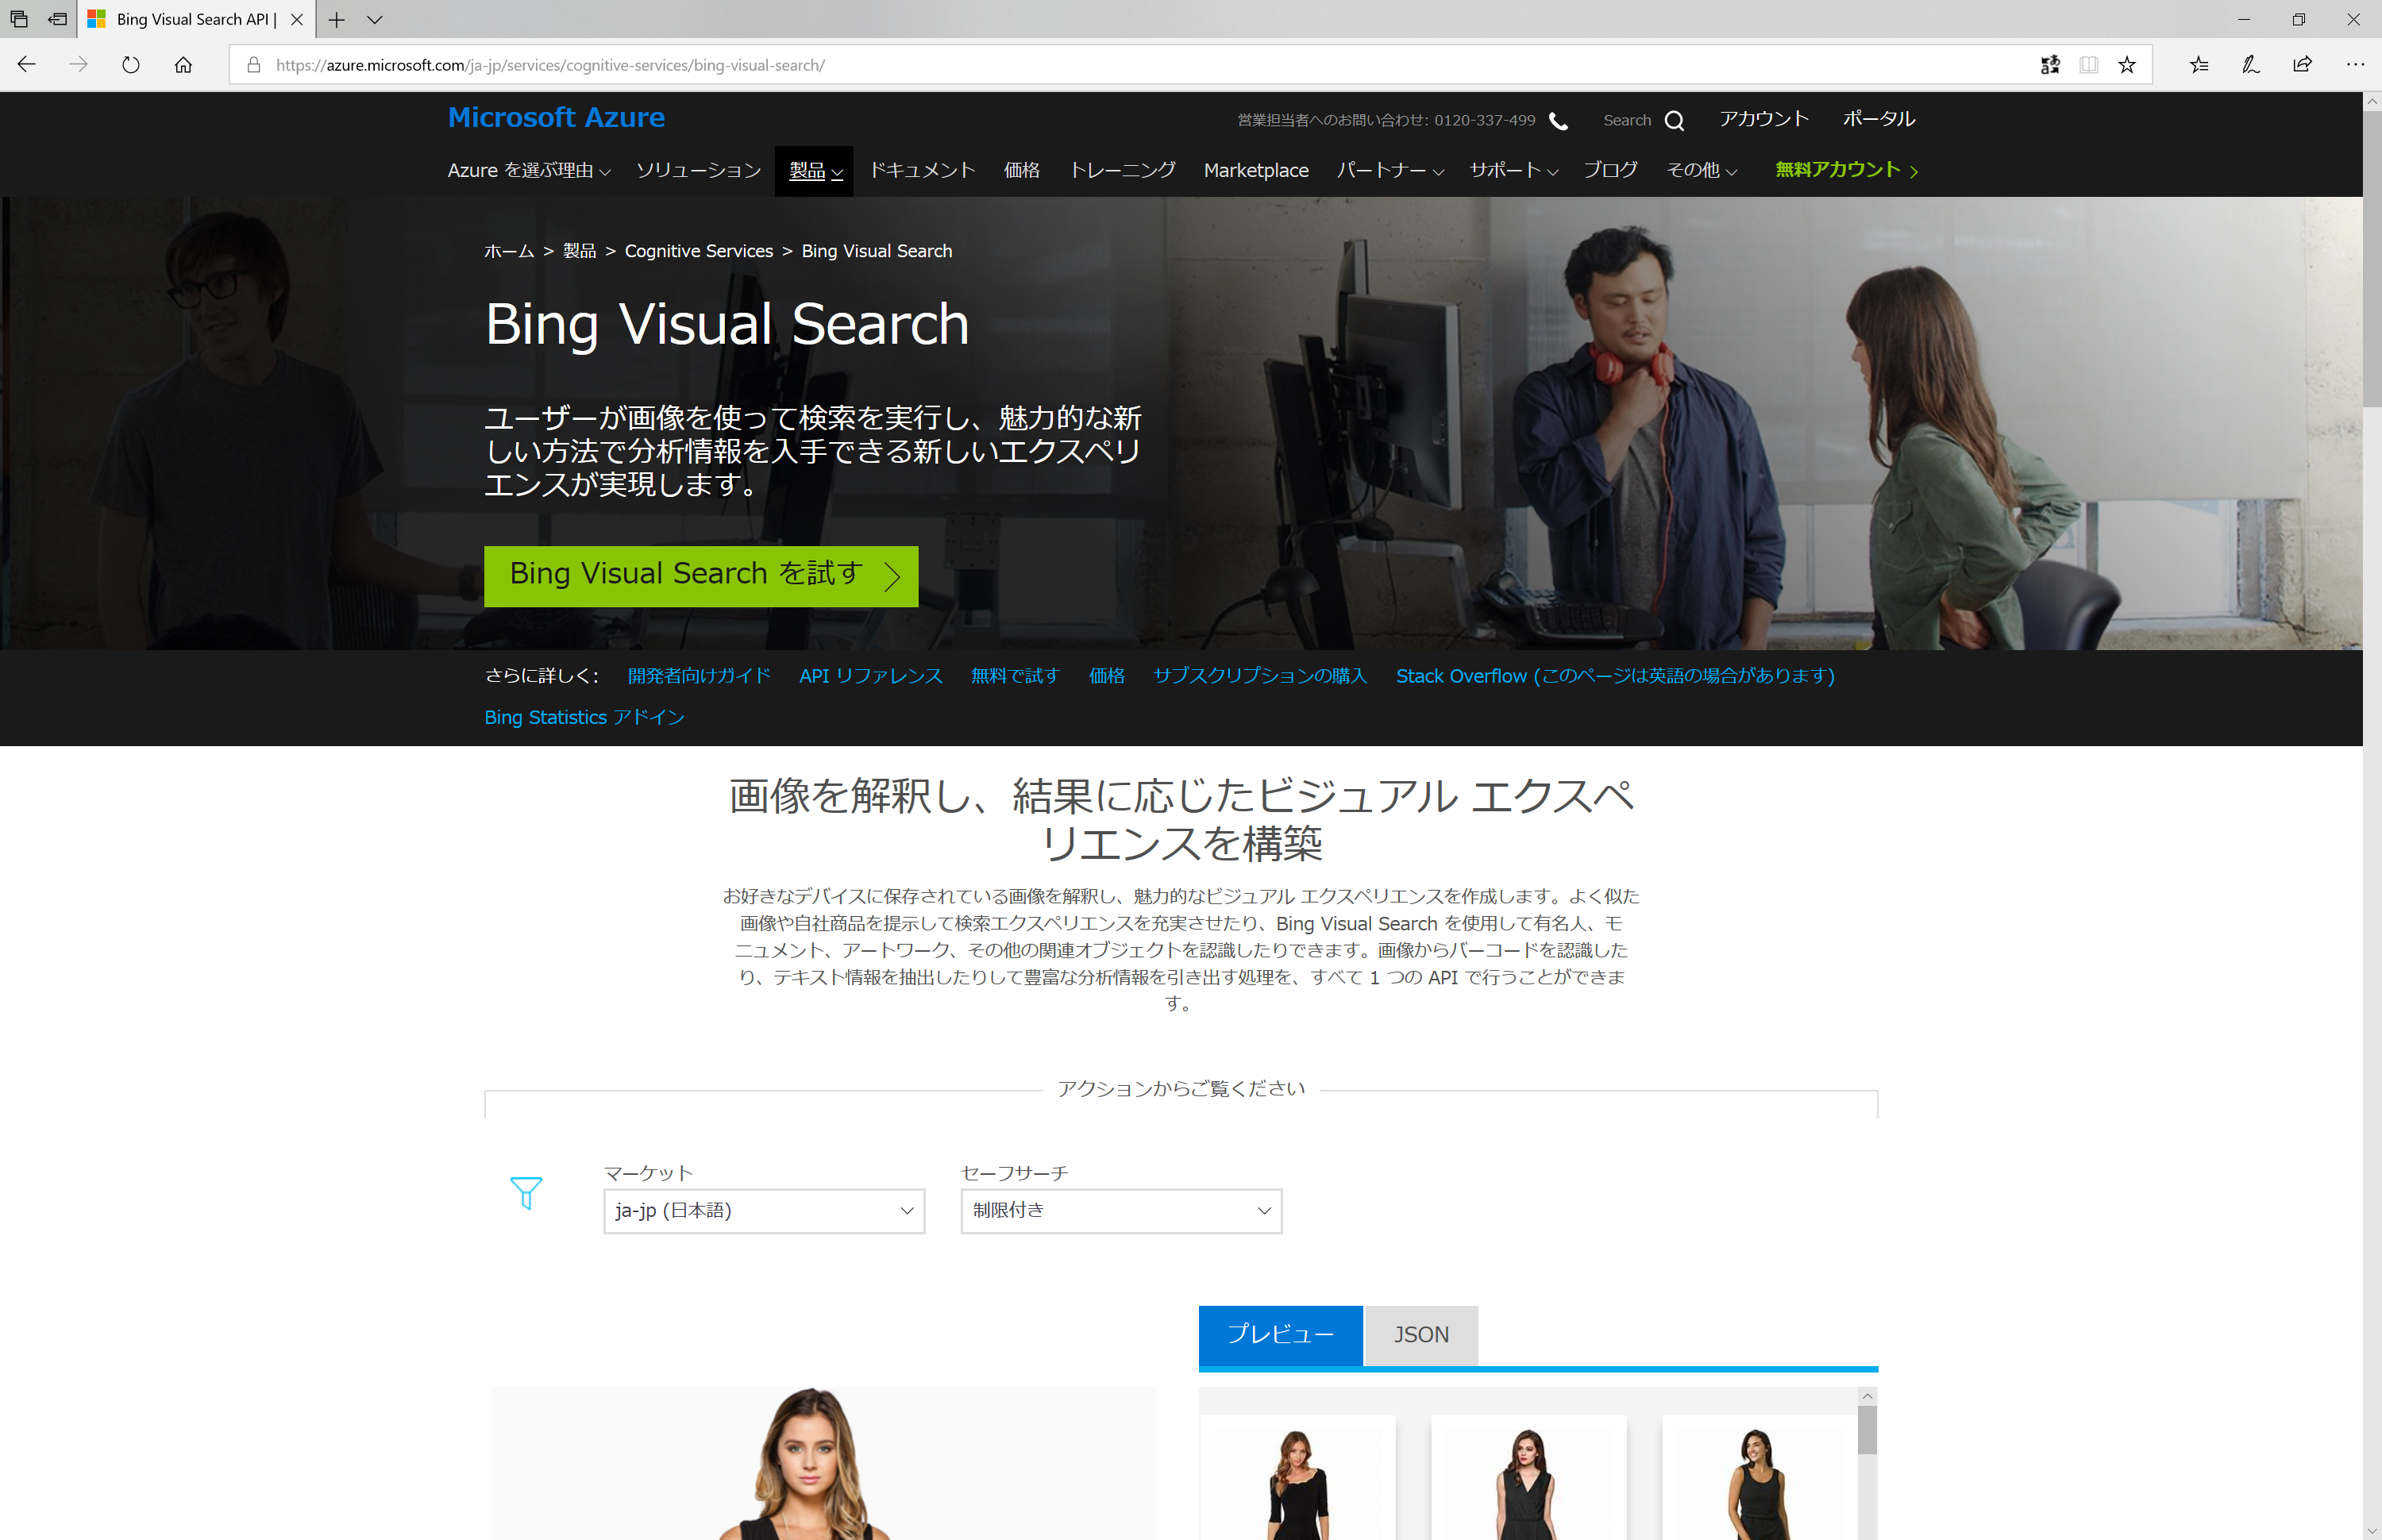 Bing Visual Search API |
https://azure.microsoft.com/ja-jp/services/cognitive-services/bing-visual-search/
Microsoft Azure
営業担当者へのお問い合わせ: 0120-337-499
Search
アカウント
ポータル
Azure を選ぶ理由
ソリューション
製品
ドキュメント
価格
トレーニング
Marketplace
パートナー
サポート
ブログ
その他
無料アカウント
ホーム > 製品 > Cognitive Services > Bing Visual Search
Bing Visual Search
ユーザーが画像を使って検索を実行し、魅力的な新
しい方法で分析情報を入手できる新しいエクスペリ
エンスが実現します。
Bing Visual Search を試す
さらに詳しく:
開発者向けガイド
API リファレンス
無料で試す
価格
サブスクリプションの購入
Stack Overflow (このページは英語の場合があります)
Bing Statistics アドイン
画像を解釈し、結果に応じたビジュアル エクスペ
リエンスを構築
お好きなデバイスに保存されている画像を解釈し、魅力的なビジュアル エクスペリエンスを作成します。よく似た
画像や自社商品を提示して検索エクスペリエンスを充実させたり、Bing Visual Search を使用して有名人、モ
ニュメント、アートワーク、その他の関連オブジェクトを認識したりできます。画像からバーコードを認識した
り、テキスト情報を抽出したりして豊富な分析情報を引き出す処理を、すべて 1 つの API で行うことができま
す。
アクションからご覧ください
マーケット
ja-jp (日本語)
セーフサーチ
制限付き
プレビュー
JSON